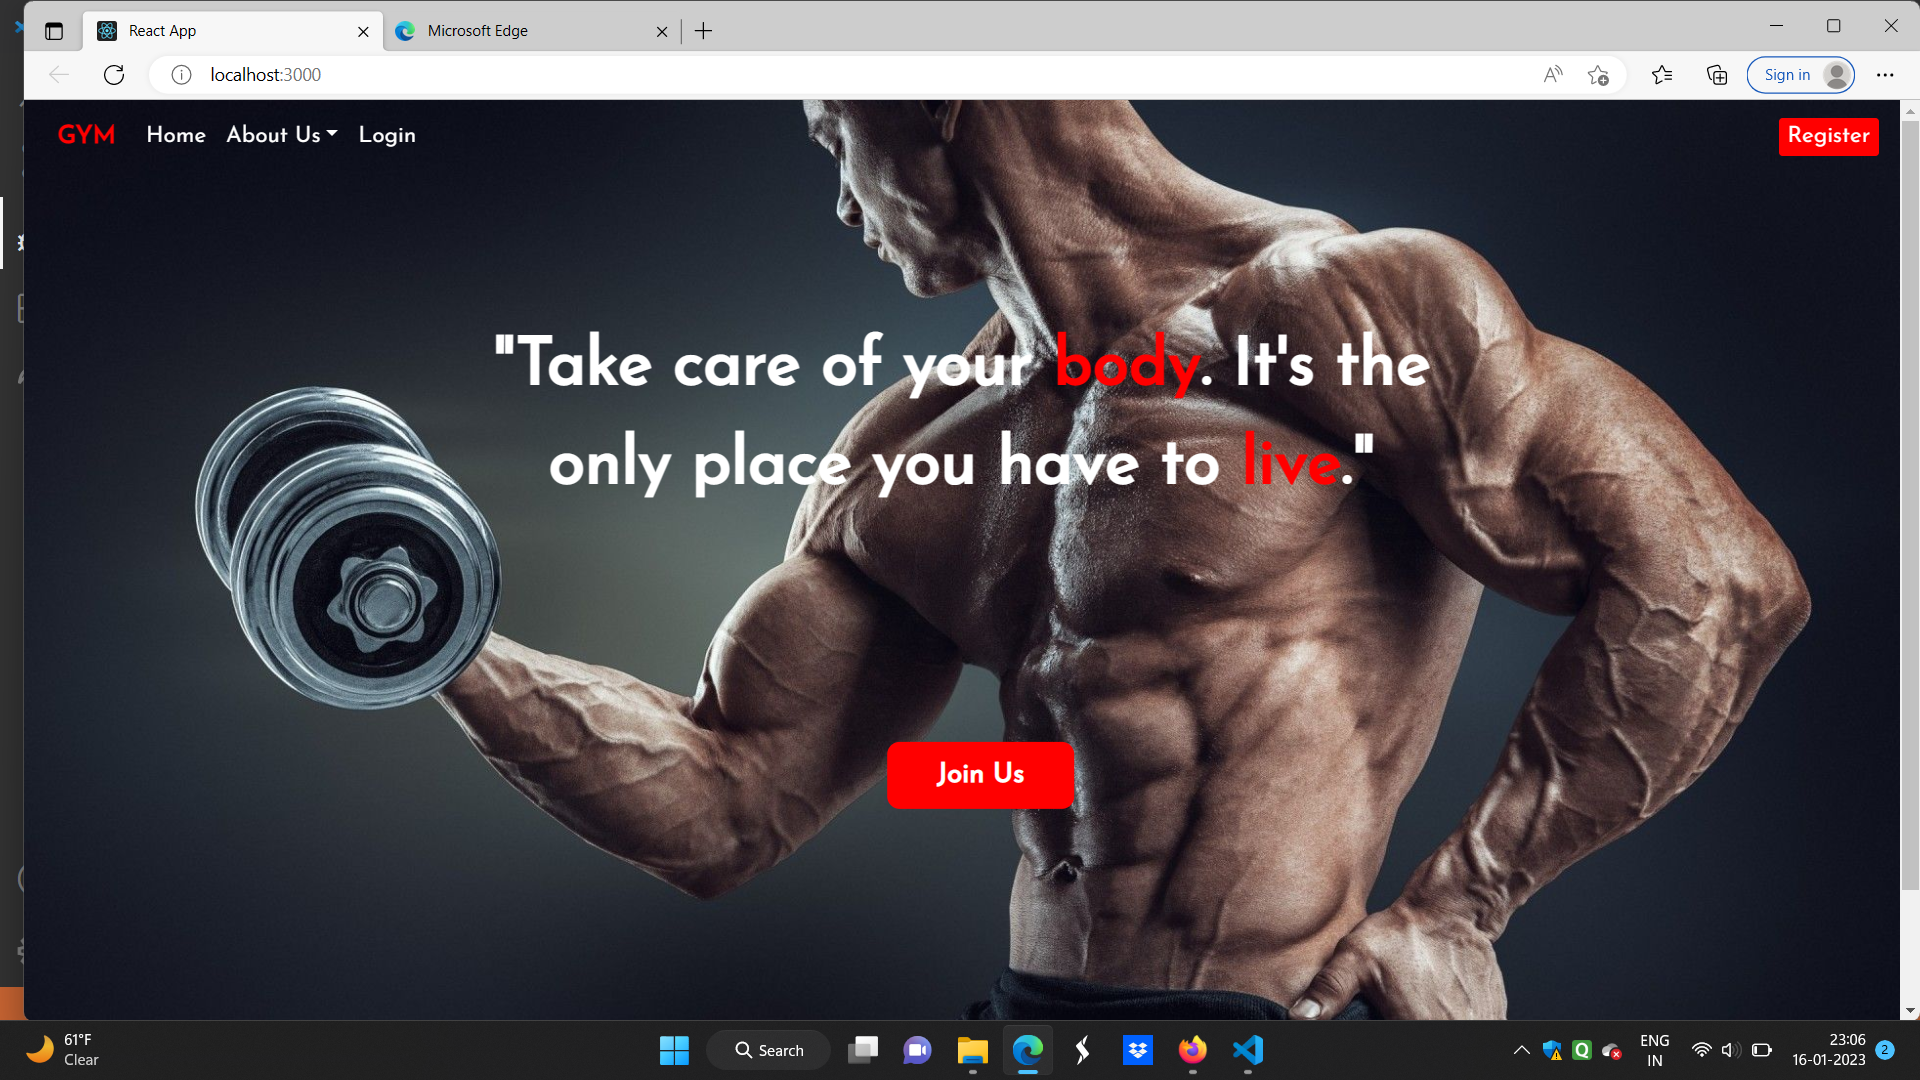 React App
Microsoft Edge
localhost:3000
Sign in
GYM
Home
About Us
Login
Register
"Take care of your body. It's the
only place you have to live."
Join Us
61°F
Clear
Search
ENG
IN
23:06
16-01-2023
2